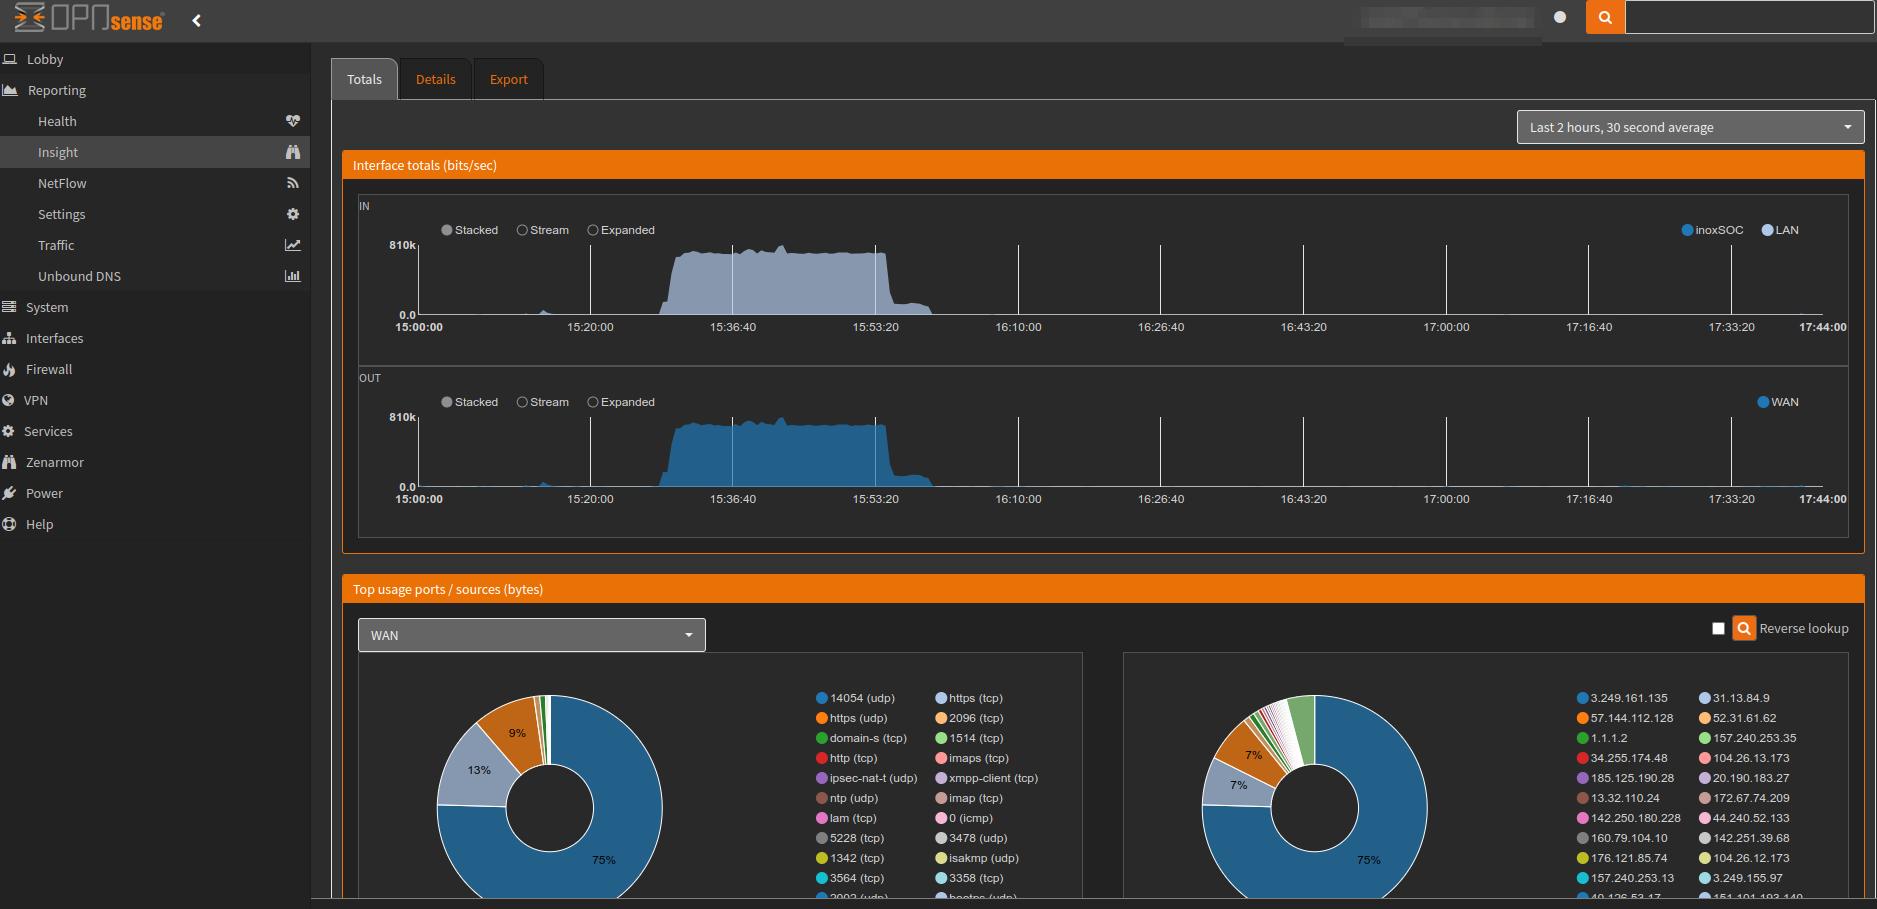 OPNsense
Lobby
Reporting
Health
Insight
NetFlow
Settings
Traffic
Unbound DNS
System
Interfaces
Firewall
VPN
Services
Zenarmor
Power
Help
Totals Details Export
Last 2 hours, 30 second average
Interface totals (bits/sec)
IN
Stacked Stream Expanded inoxSOC LAN
810k
0.0
15:00:00 15:20:00 15:36:40 15:53:20 16:10:00 16:26:40 16:43:20 17:00:00 17:16:40 17:33:20 17:44:00
OUT
Stacked Stream Expanded WAN
810k
0.0
15:00:00 15:20:00 15:36:40 15:53:20 16:10:00 16:26:40 16:43:20 17:00:00 17:16:40 17:33:20 17:44:00
Top usage ports / sources (bytes)
WAN
Reverse lookup
9%
13%
75%
14054 (udp) https (tcp)
https (udp) 2096 (tcp)
domain-s (tcp) 1514 (tcp)
http (tcp) imaps (tcp)
ipsec-nat-t (udp) xmpp-client (tcp)
ntp (udp) imap (tcp)
lam (tcp) 0 (icmp)
5228 (tcp) 3478 (udp)
1342 (tcp) isakmp (udp)
3564 (tcp) 3358 (tcp)
7%
7%
75%
3.249.161.135 31.13.84.9
57.144.112.128 52.31.61.62
1.1.1.2 157.240.253.35
34.255.174.48 104.26.13.173
185.125.190.28 20.190.183.27
13.32.110.24 172.67.74.209
142.250.180.228 44.240.52.133
160.79.104.10 142.251.39.68
176.121.85.74 104.26.12.173
157.240.253.13 3.249.155.97